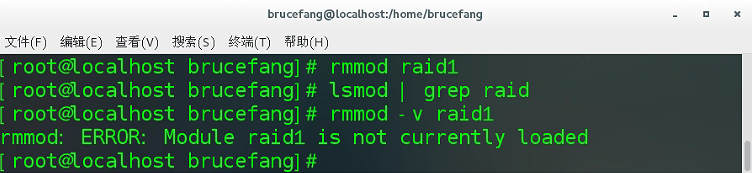 brucefang@localhost:/home/brucefang
文件(F) 编辑(E) 查看(V) 搜索(S) 终端(T) 帮助(H)
[root@localhost brucefang]# rmmod raid1
[root@localhost brucefang]# lsmod | grep raid
[root@localhost brucefang]# rmmod -v raid1
rmmod: ERROR: Module raid1 is not currently loaded
[root@localhost brucefang]#